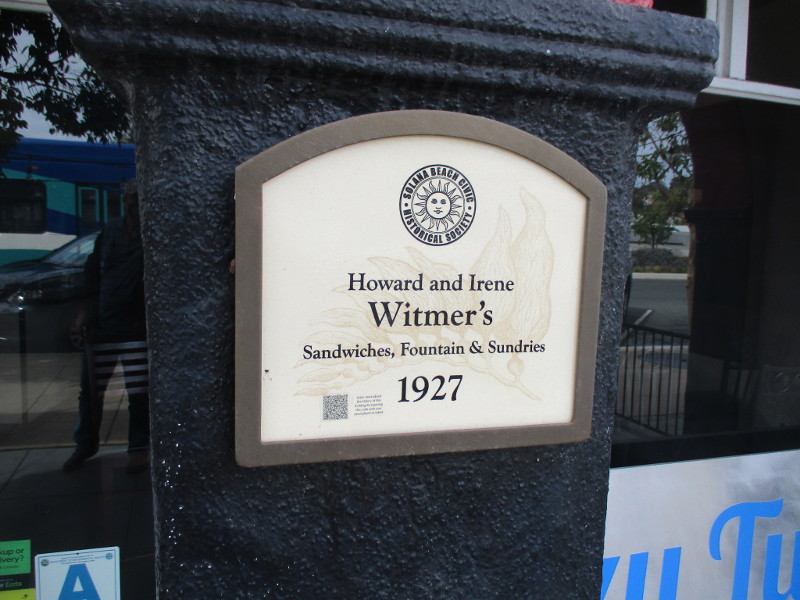 SOLANA BEACH CIVIC
HISTORICAL SOCIETY
Howard and Irene
Witmer's
Sandwiches, Fountain & Sundries
1927
A